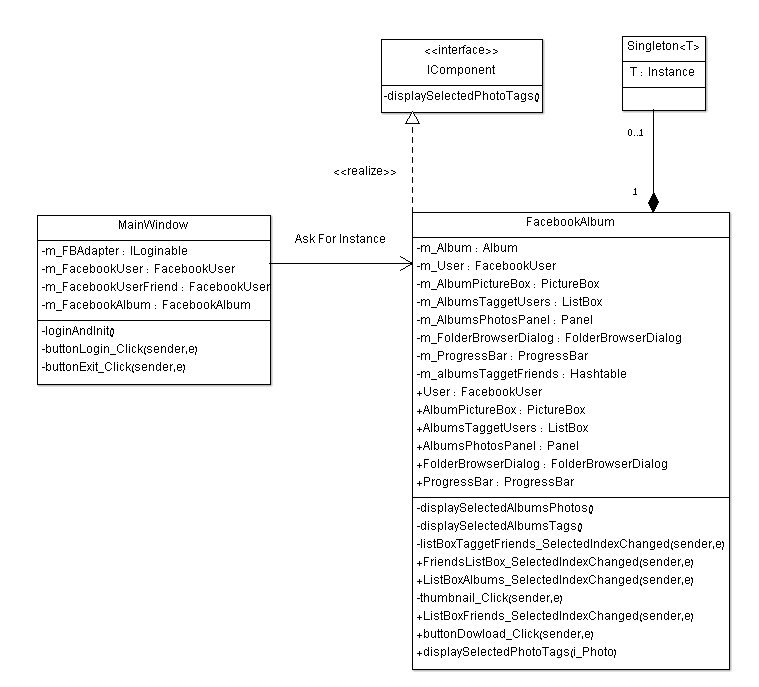 <<interface>>
IComponent
-displaySelectedPhotoTags()
Singleton<T>
T : Instance
0..1
1
<<realize>>
Ask For Instance
MainWindow
-m_FBAdapter : ILoginable
-m_FacebookUser : FacebookUser
-m_FacebookUserFriend : FacebookUser
-m_FacebookAlbum : FacebookAlbum
-loginAndInit()
-buttonLogin_Click(sender,e)
-buttonExit_Click(sender,e)
FacebookAlbum
-m_Album : Album
-m_User : FacebookUser
-m_AlbumPictureBox : PictureBox
-m_AlbumsTaggetUsers : ListBox
-m_AlbumsPhotosPanel : Panel
-m_FolderBrowserDialog : FolderBrowserDialog
-m_ProgressBar : ProgressBar
-m_albumsTaggetFriends : Hashtable
+User : FacebookUser
+AlbumPictureBox : PictureBox
+AlbumsTaggetUsers : ListBox
+AlbumsPhotosPanel : Panel
+FolderBrowserDialog : FolderBrowserDialog
+ProgressBar : ProgressBar
-displaySelectedAlbumsPhotos()
-displaySelectedAlbumsTags()
-listBoxTaggetFriends_SelectedIndexChanged(sender,e)
+FriendsListBox_SelectedIndexChanged(sender,e)
+ListBoxAlbums_SelectedIndexChanged(sender,e)
-thumbnail_Click(sender,e)
+ListBoxFriends_SelectedIndexChanged(sender,e)
+buttonDowload_Click(sender,e)
+displaySelectedPhotoTags(i_Photo)